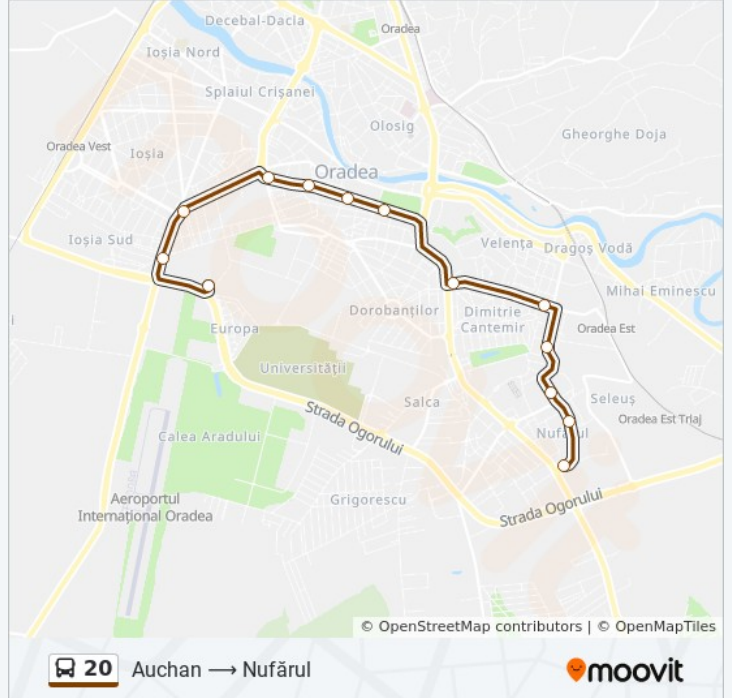 Decebal-Dacia
Oradea
Ioșia Nord
Splaiul Crișanei
Olosig
Gheorghe Doja
Oradea Vest
Ioșia
Oradea
Ioșia Sud
Velența
Dragoș Vodă
Mihai Eminescu
Europa
Dorobanților
Dimitrie
Cantemir
Oradea Est
Universității
Seleuș
Salca
Strada Ogorului
Oradea Est Triaj
Calea Aradului
Nufărul
Aeroportul
Internațional Oradea
Grigorescu
Strada Ogorului
© OpenStreetMap contributors | © OpenMapTiles
20 Auchan → Nufărul
moovit